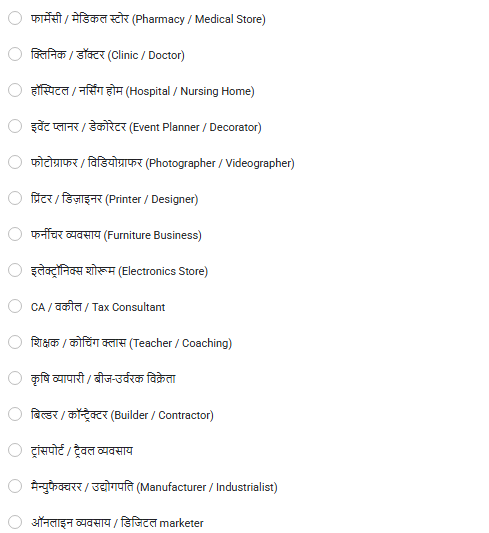 फार्मेसी / मेडिकल स्टोर (Pharmacy / Medical Store)
क्लिनिक / डॉक्टर (Clinic / Doctor)
हॉस्पिटल / नर्सिंग होम (Hospital / Nursing Home)
इवेंट प्लानर / डेकोरेटर (Event Planner / Decorator)
फोटोग्राफर / विडियोग्राफर (Photographer / Videographer)
प्रिंटर / डिज़ाइनर (Printer / Designer)
फर्नीचर व्यवसाय (Furniture Business)
इलेक्ट्रॉनिक्स शोरूम (Electronics Store)
CA / वकील / Tax Consultant
शिक्षक / कोचिंग क्लास (Teacher / Coaching)
कृषि व्यापारी / बीज-उर्वरक विक्रेता
बिल्डर / कॉन्ट्रैक्टर (Builder / Contractor)
ट्रांसपोर्ट / ट्रैवल व्यवसाय
मैन्युफैक्चरर / उद्योगपति (Manufacturer / Industrialist)
ऑनलाइन व्यवसाय / डिजिटल marketer